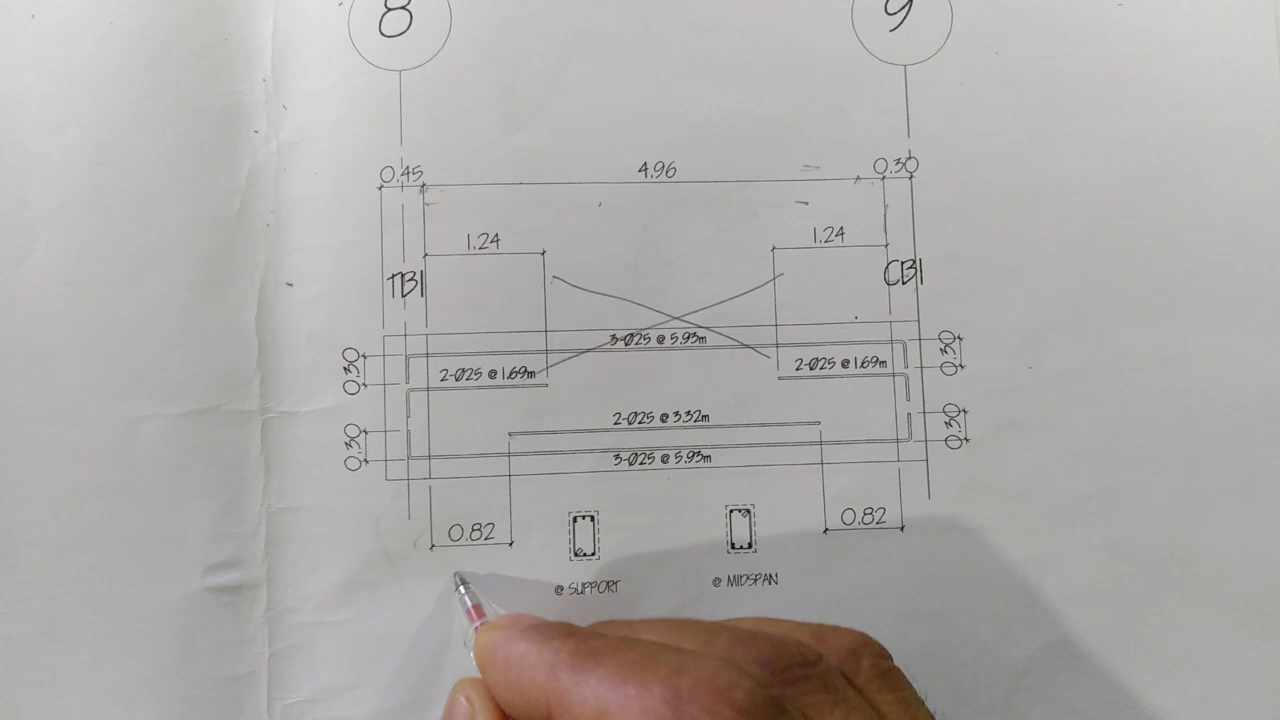 8 9
0.45 4.96 0.30
1.24 1.24
TB1 CB1
3-Ø25 @ 5.93m
0.30 2-Ø25 @ 1.69m 2-Ø25 @ 1.69m 0.30
2-Ø25 @ 3.32m
0.30 3-Ø25 @ 5.93m 0.30
0.82 0.82
@ SUPPORT @ MIDSPAN